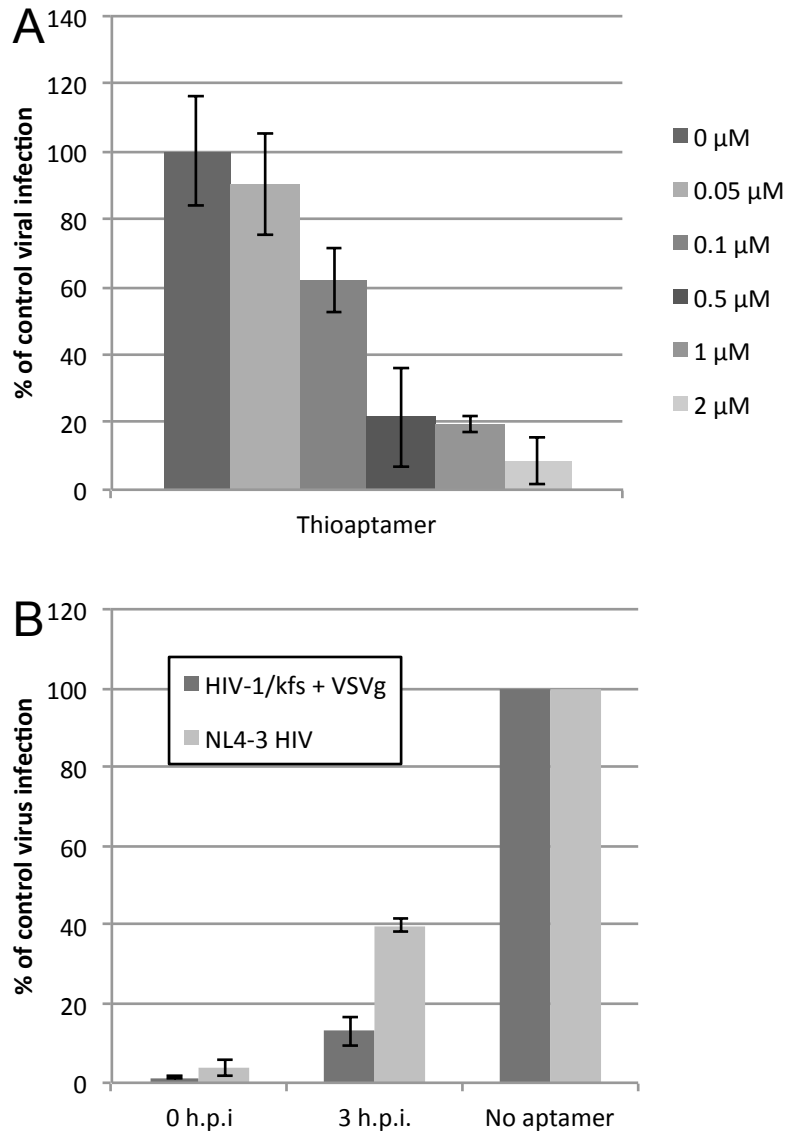 A
140
120
100
80
60
40
20
0
% of control viral infection
Thioaptamer
0 µM
0.05 µM
0.1 µM
0.5 µM
1 µM
2 µM
B
120
100
80
60
40
20
0
% of control virus infection
HIV-1/kfs + VSVg
NL4-3 HIV
0 h.p.i
3 h.p.i.
No aptamer